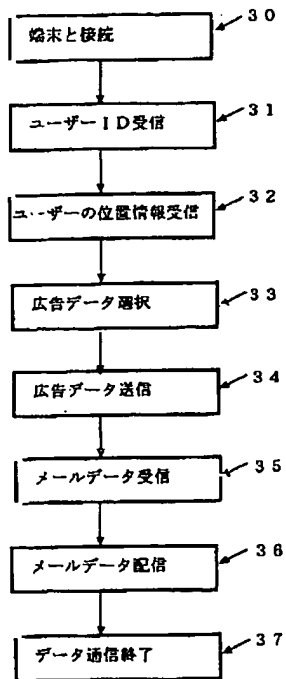 端末と接続
30
ユーザーID受信
31
ユーザーの位置情報受信
32
広告データ選択
33
広告データ送信
34
メールデータ受信
35
メールデータ配信
36
データ通信終了
37